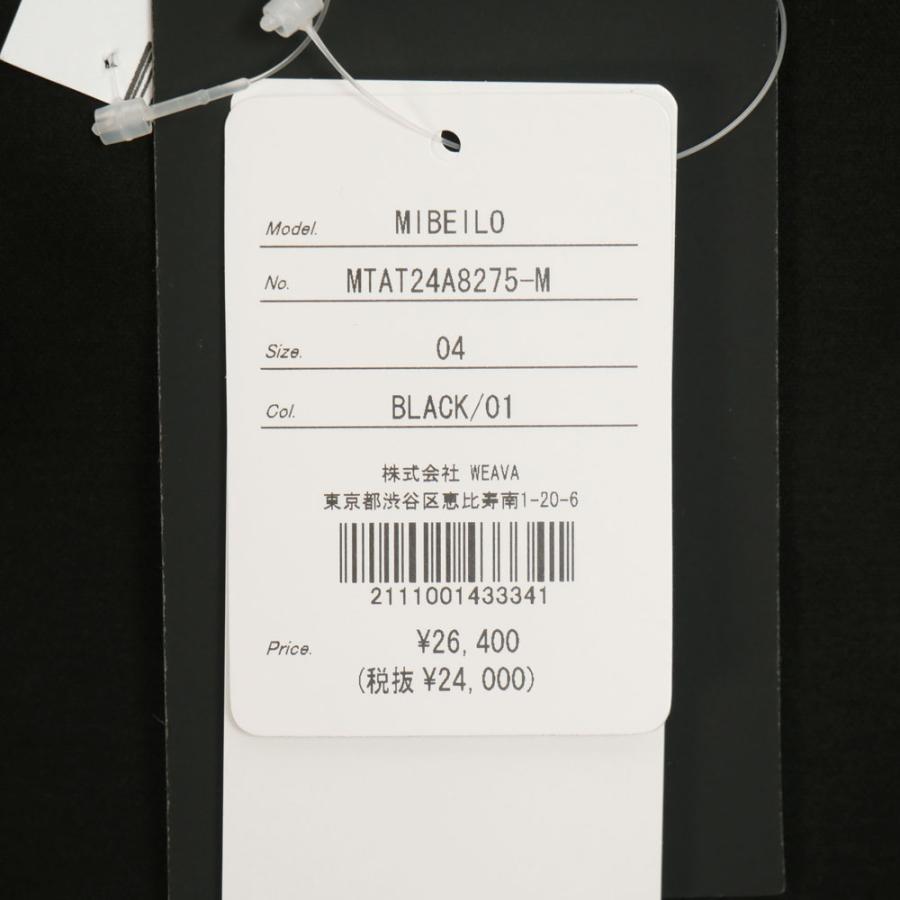 Model. MIBEILO
No. MTAT24A8275-M
Size. 04
Col. BLACK/01
株式会社 WEAVA
東京都渋谷区恵比寿南1-20-6
2111001433341
Price. ¥26,400
(税抜 ¥24,000)